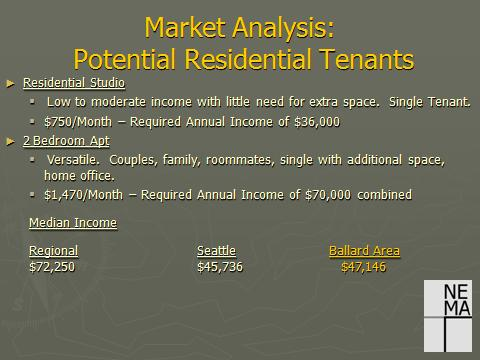 Market Analysis:
Potential Residential Tenants
Residential Studio
Low to moderate income with little need for extra space. Single Tenant.
$750/Month – Required Annual Income of $36,000
2 Bedroom Apt
Versatile. Couples, family, roommates, single with additional space,
home office.
$1,470/Month – Required Annual Income of $70,000 combined
Median Income
Regional Seattle Ballard Area
$72,250 $45,736 $47,146
NE
MA